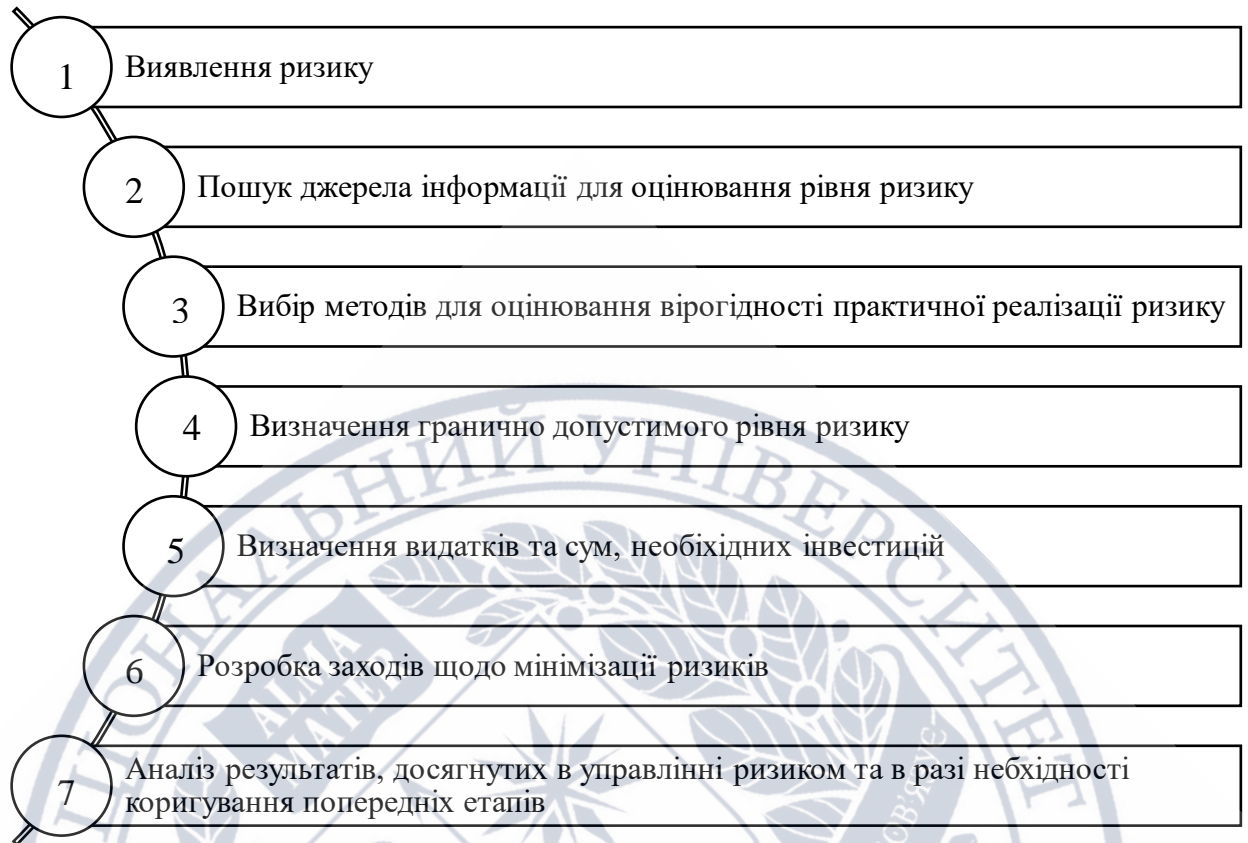 1
Виявлення ризику
2
Пошук джерела інформації для оцінювання рівня ризику
3
Вибір методів для оцінювання вірогідності практичної реалізації ризику
4
Визначення гранично допустимого рівня ризику
5
Визначення видатків та сум, необіхідних інвестицій
6
Розробка заходів щодо мінімізації ризиків
7
Аналіз результатів, досягнутих в управлінні ризиком та в разі небхідності
коригування попередніх етапів
УНІВЕРСИТЕТ